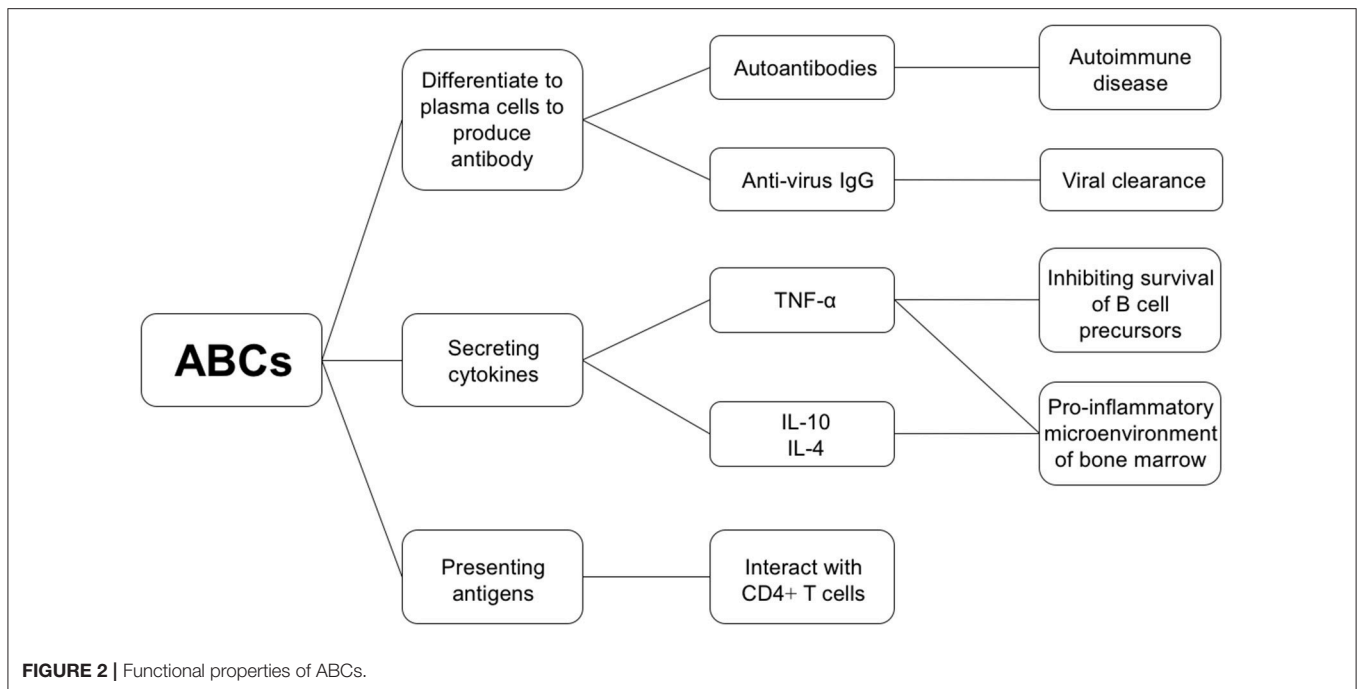 Differentiate to
plasma cells to
produce
antibody
Autoantibodies
Autoimmune
disease
Anti-virus IgG
Viral clearance
ABCs
Secreting
cytokines
TNF-α
Inhibiting survival
of B cell
precursors
IL-10
IL-4
Pro-inflammatory
microenvironment
of bone marrow
Presenting
antigens
Interact with
CD4+ T cells
FIGURE 2 | Functional properties of ABCs.